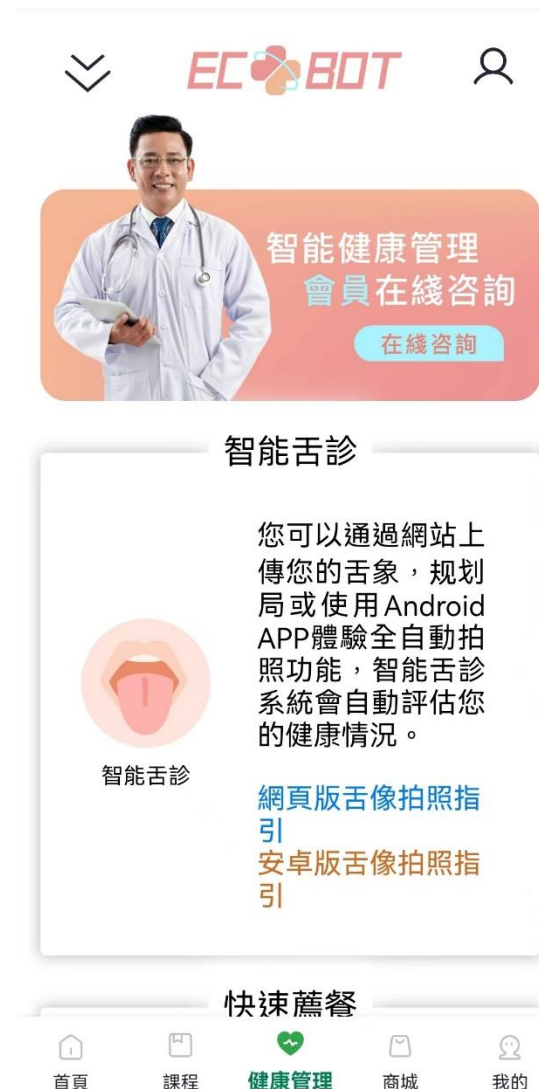 EC BOT
智能健康管理
會員在綫咨詢
在綫咨詢
智能舌診
您可以通過網站上
傳您的舌象，规划
局或使用Android
APP體驗全自動拍
照功能，智能舌診
系統會自動評估您
的健康情況。
智能舌診
網頁版舌像拍照指
引
安卓版舌像拍照指
引
快速薦餐
首頁
課程
健康管理
商城
我的